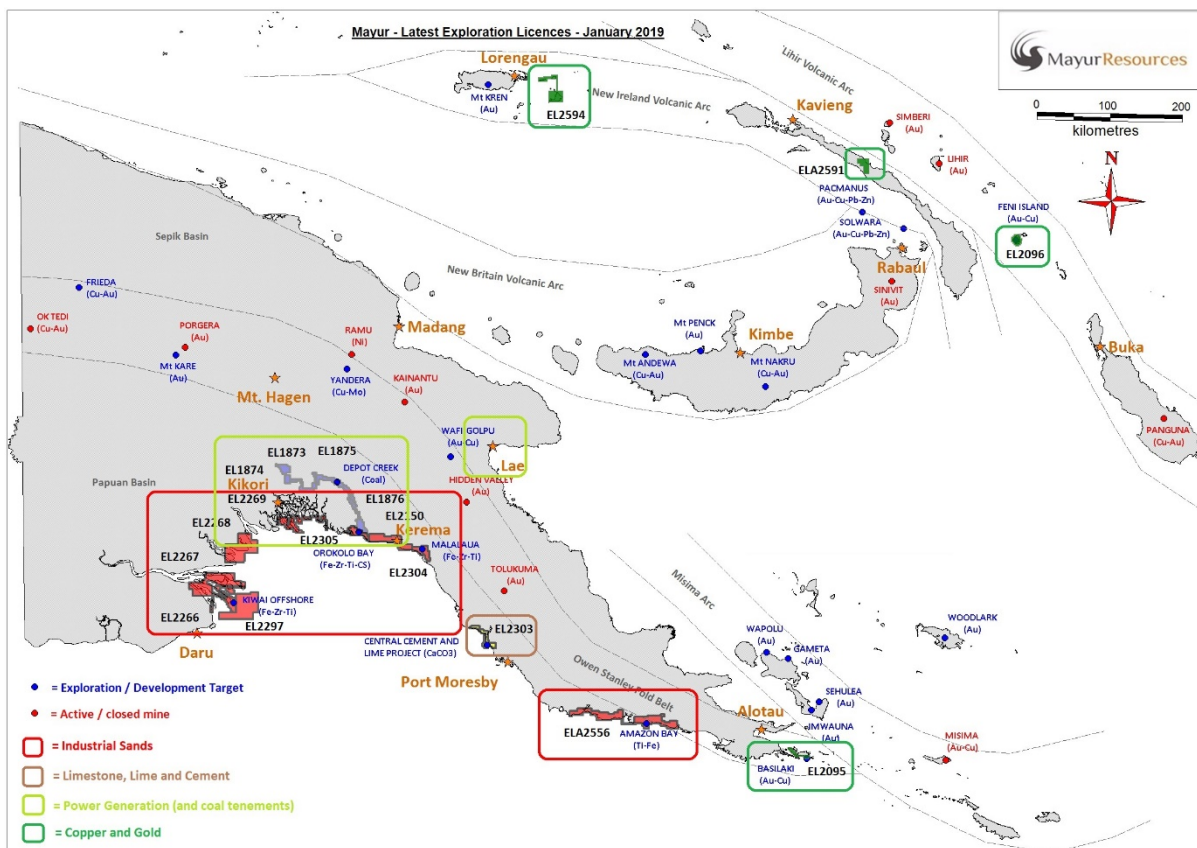 Mayur - Latest Exploration Licences - January 2019
MayurResources
0 100 200
kilometres
N
Lihir Volcanic Arc
Lorengau
Mt KREN
(Au)
EL2594
New Ireland Volcanic Arc
Kavieng
SIMBERI
(Au)
LIHIR
(Au)
ELA2591
PACMANUS
(Au-Cu-Pb-Zn)
SOLWARA
(Au-Cu-Pb-Zn)
FENI ISLAND
(Au-Cu)
EL2096
Rabaul
SINIVIT
(Au)
Sepik Basin
New Britain Volcanic Arc
FRIEDA
(Cu-Au)
OK TEDI
(Cu-Au)
PORGERA
(Au)
Mt KARE
(Au)
RAMU
(Ni)
Madang
YANDERA
(Cu-Mo)
Mt. Hagen
KAINANTU
(Au)
Mt PENCK
(Au)
Kimbe
Mt ANDEWA
(Cu-Au)
Mt NAKRU
(Cu-Au)
Buka
PANGUNA
(Cu-Au)
WAFI GOLPU
(Au-Cu)
Lae
HIDDEN VALLEY
(Au)
EL1873
EL1875
EL1874
DEPOT CREEK
(Coal)
Kikori
Papuan Basin
EL2269
EL1876
EL2150
EL2268
Kerema
EL2305
OROKOLO BAY
(Fe-Zr-Ti-CS)
MALALAUA
(Fe-Zr-Ti)
EL2304
EL2267
EL2266
KIWAI OFFSHORE
(Fe-Zr-Ti)
EL2297
Daru
TOLUKUMA
(Au)
EL2303
CENTRAL CEMENT AND
LIME PROJECT (CaCO3)
Port Moresby
Owen Stanley Fold Belt
Misima Arc
WOODLARK
(Au)
WAPOLU
(Au)
GAMETA
(Au)
SEHULEA
(Au)
IMWAUNA
(Au)
Alotau
ELA2556
AMAZON BAY
(Ti-Fe)
BASILAKI
(Au-Cu)
EL2095
MISIMA
(Au-Cu)
= Exploration / Development Target
= Active / closed mine
= Industrial Sands
= Limestone, Lime and Cement
= Power Generation (and coal tenements)
= Copper and Gold